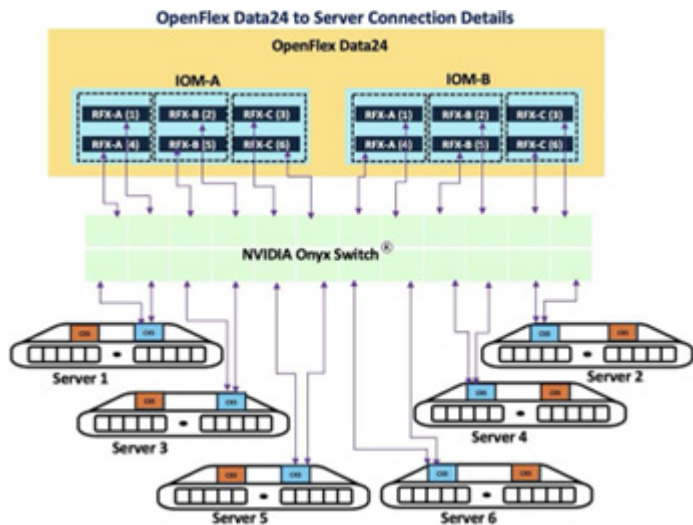 OpenFlex Data24 to Server Connection Details
OpenFlex Data24
IOM-A
IOM-B
RFX-A (1) RFX-B (2) RFX-C (3)
RFX-A (4) RFX-B (5) RFX-C (6)
RFX-A (1) RFX-B (2) RFX-C (3)
RFX-A (4) RFX-B (5) RFX-C (6)
NVIDIA Onyx Switch®
Server 1
Server 2
Server 3
Server 4
Server 5
Server 6